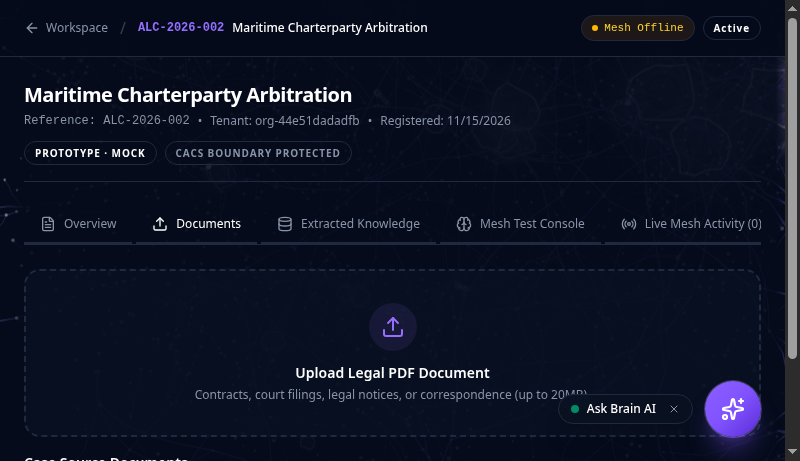 Workspace / ALC-2026-002 Maritime Charterparty Arbitration Mesh Offline Active
Maritime Charterparty Arbitration
Reference: ALC-2026-002 • Tenant: org-44e51dadadfb • Registered: 11/15/2026
PROTOTYPE · MOCK CACS BOUNDARY PROTECTED
Overview Documents Extracted Knowledge Mesh Test Console Live Mesh Activity (0)
Upload Legal PDF Document
Contracts, court filings, legal notices, or correspondence (up to 20MB)
Ask Brain AI
Case Source Documents